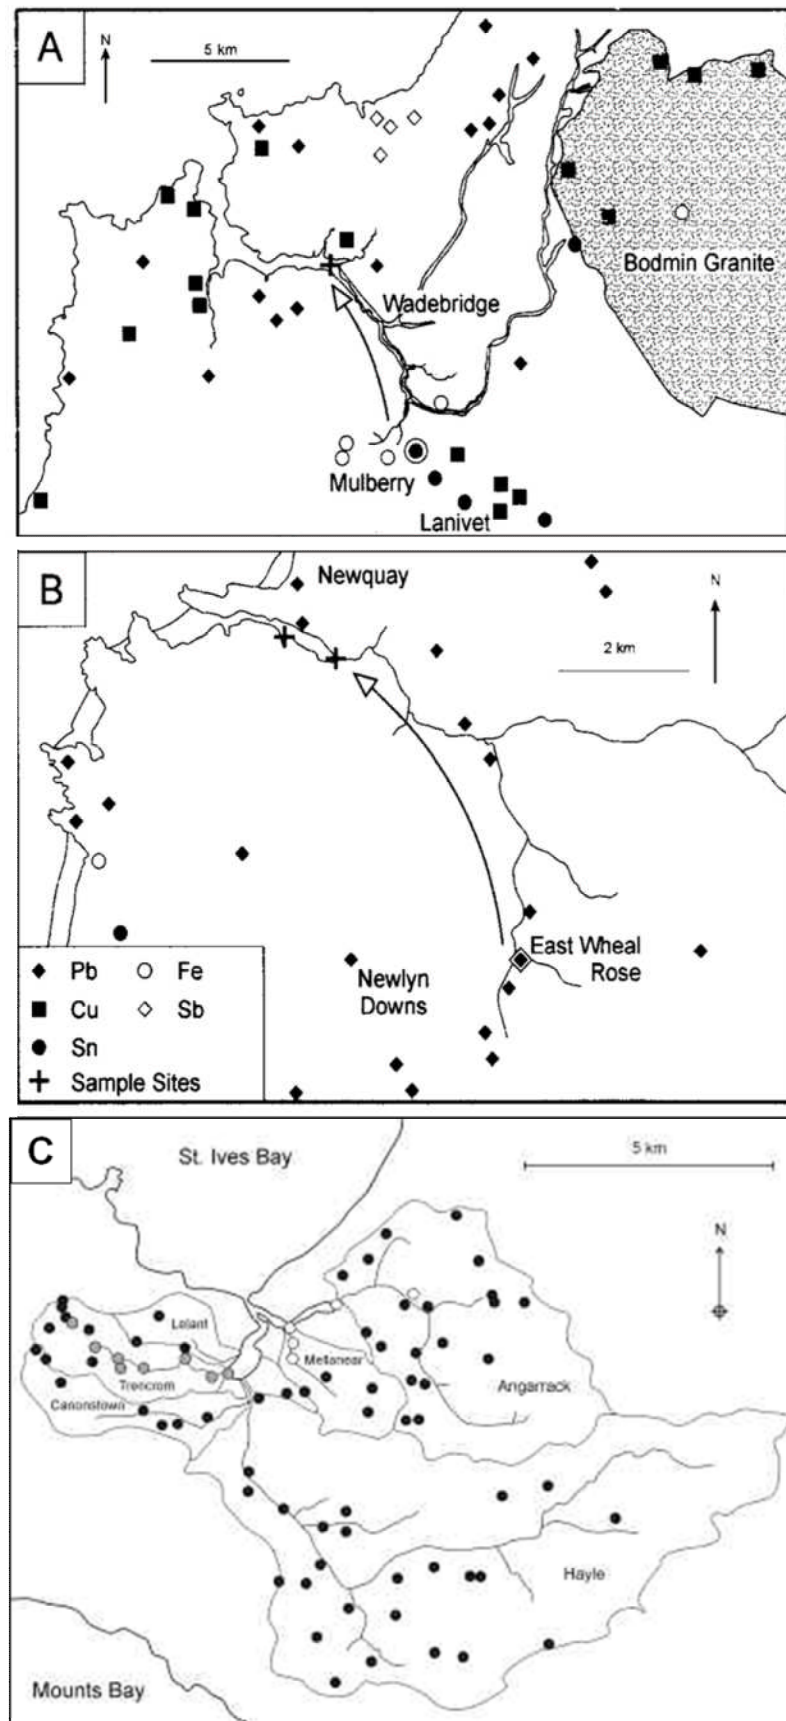 A
N
5 km
Bodmin Granite
Wadebridge
Mulberry
Lanivet
B
Newquay
N
2 km
East Wheal
Rose
Newlyn
Downs
Pb
Fe
Cu
Sb
Sn
Sample Sites
C
St. Ives Bay
5 km
N
Lelant
Mellanear
Trencrom
Angarrack
Canonstown
Hayle
Mounts Bay